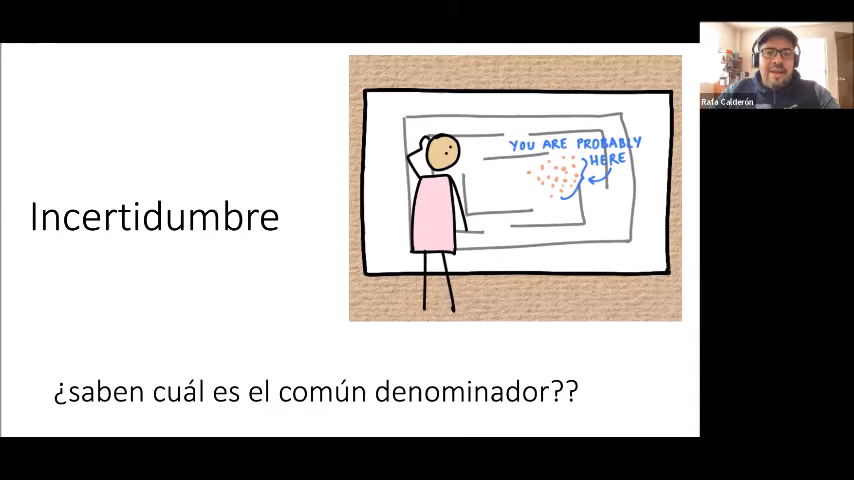 Incertidumbre
YOU ARE PROBABLY
HERE
¿saben cuál es el común denominador??
Rafa Calderón